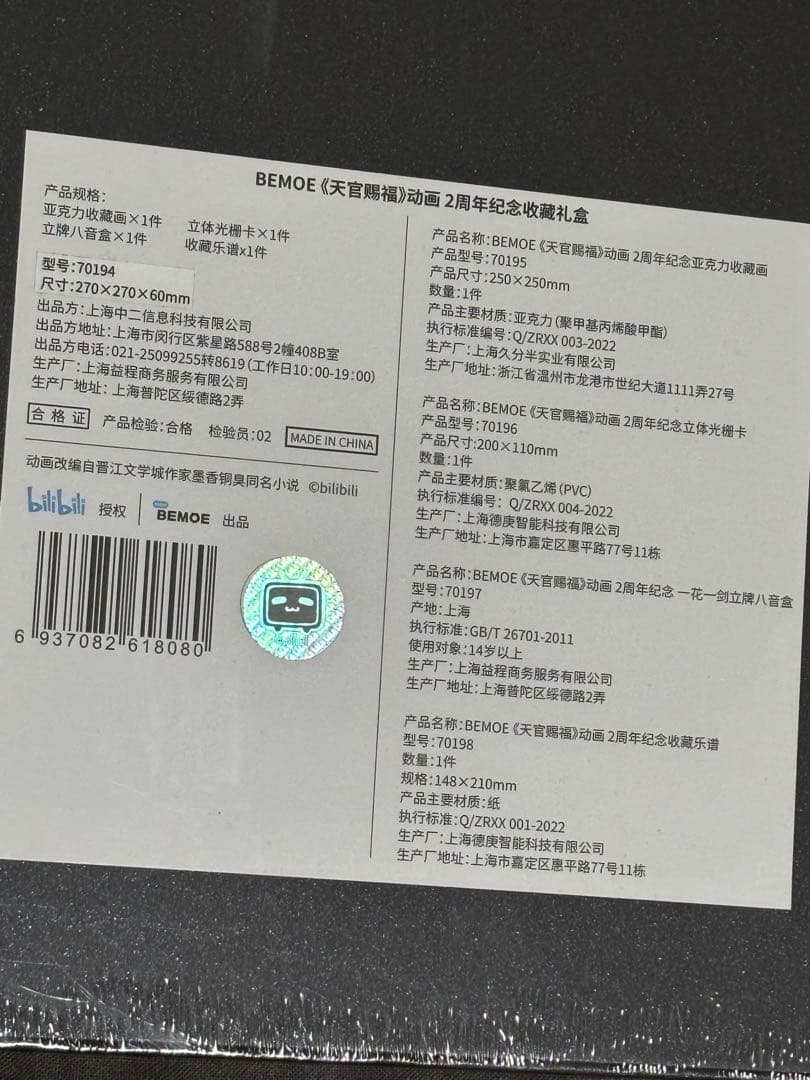 BEMOE《天官赐福》动画 2周年纪念收藏礼盒
产品规格：
亚克力收藏画×1件 立体光栅卡×1件
立牌八音盒×1件 收藏乐谱x1件
型号：70194
尺寸：270×270×60mm
出品方：上海中二信息科技有限公司
出品方地址：上海市闵行区紫星路588号2幢408B室
出品方电话：021-25099255转8619（工作日10：00-19：00）
生产厂：上海益程商务服务有限公司
生产厂地址：上海普陀区绥德路2弄
合格证 产品检验：合格 检验员：02 MADE IN CHINA
动画改编自晋江文学城作家墨香铜臭同名小说 ©bilibili
bilibili 授权 BEMOE 出品
6 937082 618080
产品名称：BEMOE《天官赐福》动画 2周年纪念亚克力收藏画
产品型号：70195
产品尺寸：250×250mm
数量：1件
产品主要材质：亚克力（聚甲基丙烯酸甲酯）
执行标准编号：Q/ZRXX 003-2022
生产厂：上海久分半实业有限公司
生产厂地址：浙江省温州市龙港市世纪大道1111弄27号
产品名称：BEMOE《天官赐福》动画 2周年纪念立体光栅卡
产品型号：70196
产品尺寸：200×110mm
数量：1件
产品主要材质：聚氯乙烯（PVC）
执行标准编号：Q/ZRXX 004-2022
生产厂：上海德庚智能科技有限公司
生产厂地址：上海市嘉定区惠平路77号11栋
产品名称：BEMOE《天官赐福》动画 2周年纪念 一花一剑立牌八音盒
型号：70197
产地：上海
执行标准：GB/T 26701-2011
使用对象：14岁以上
生产厂：上海益程商务服务有限公司
生产厂地址：上海普陀区绥德路2弄
产品名称：BEMOE《天官赐福》动画 2周年纪念收藏乐谱
型号：70198
数量：1件
规格：148×210mm
产品主要材质：纸
执行标准：Q/ZRXX 001-2022
生产厂：上海德庚智能科技有限公司
生产厂地址：上海市嘉定区惠平路77号11栋